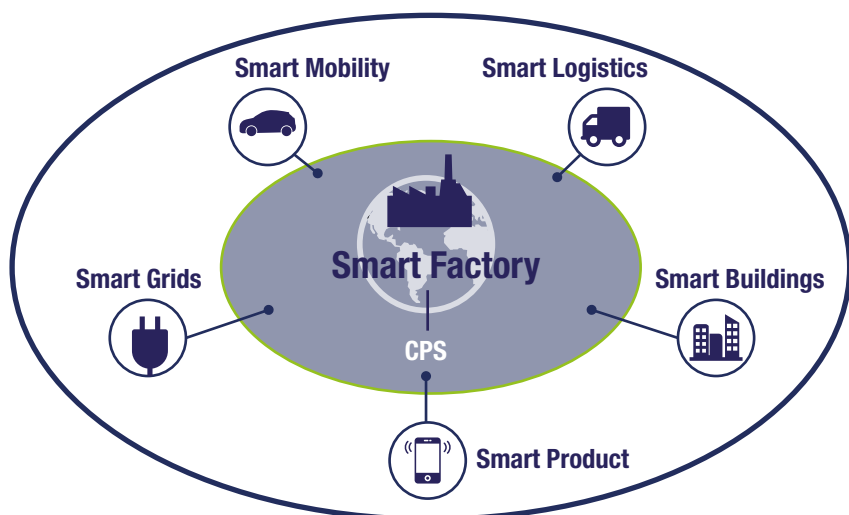 Smart Mobility
Smart Logistics
Smart Factory
Smart Grids
Smart Buildings
CPS
Smart Product